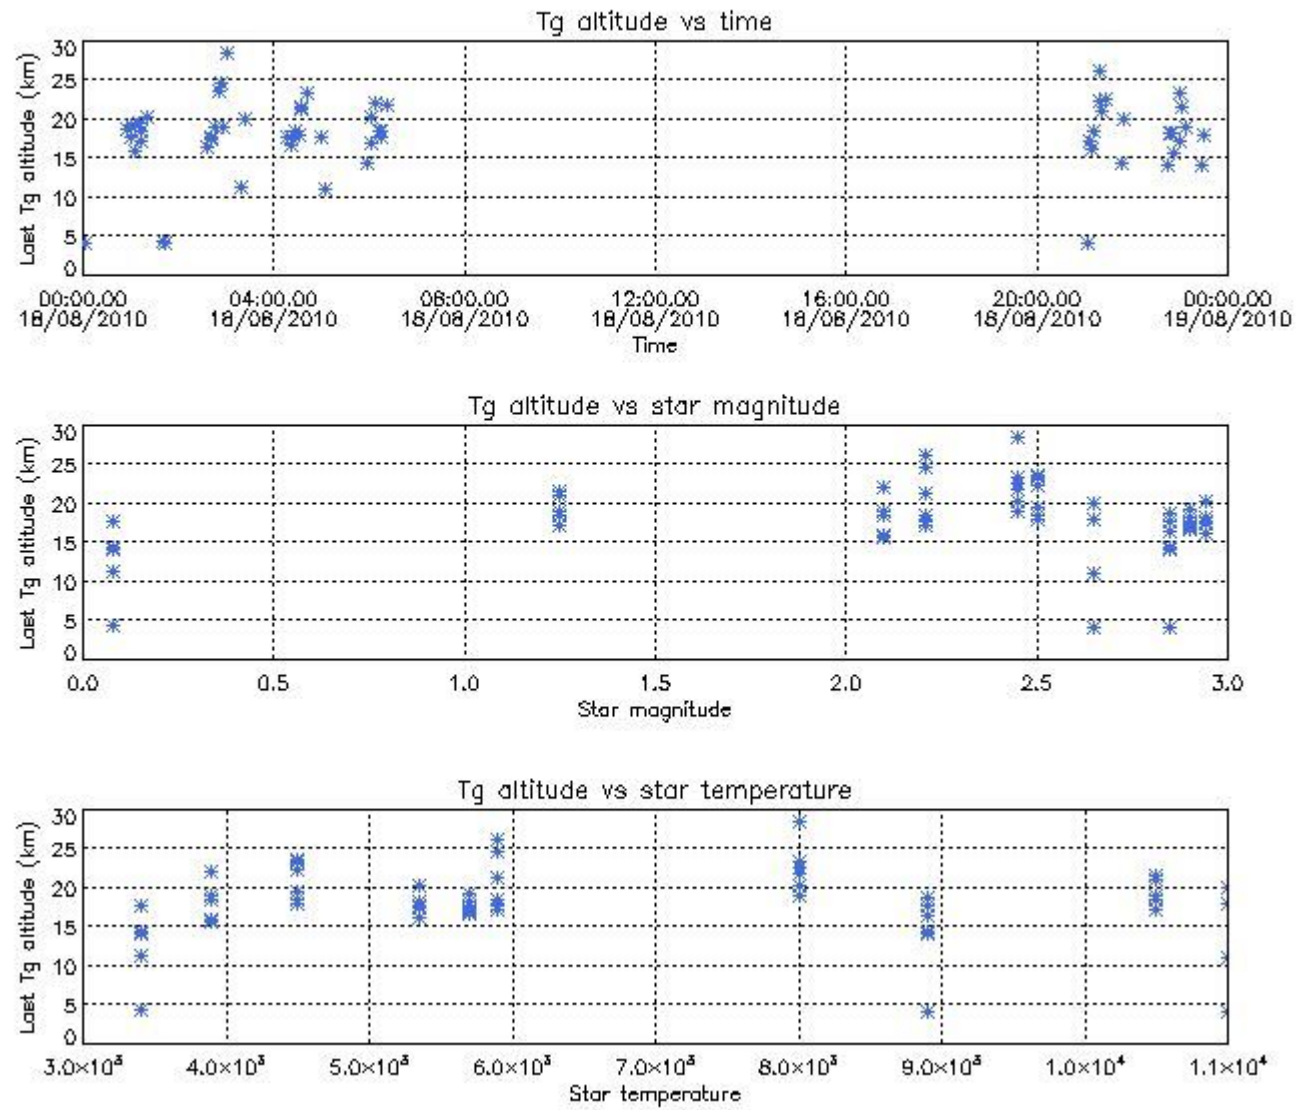 Tg altitude vs time
Last Tg altitude (km)
30
25
20
15
10
5
0
00:00.00 04:00.00 08:00.00 12:00.00 16:00.00 20:00.00 00:00.00
18/08/2010 18/08/2010 18/08/2010 18/08/2010 18/08/2010 18/08/2010 19/08/2010
Time
Tg altitude vs star magnitude
Last Tg altitude (km)
30
25
20
15
10
5
0
0.0 0.5 1.0 1.5 2.0 2.5 3.0
Star magnitude
Tg altitude vs star temperature
Last Tg altitude (km)
30
25
20
15
10
5
0
3.0×10³ 4.0×10³ 5.0×10³ 6.0×10³ 7.0×10³ 8.0×10³ 9.0×10³ 1.0×10⁴ 1.1×10⁴
Star temperature